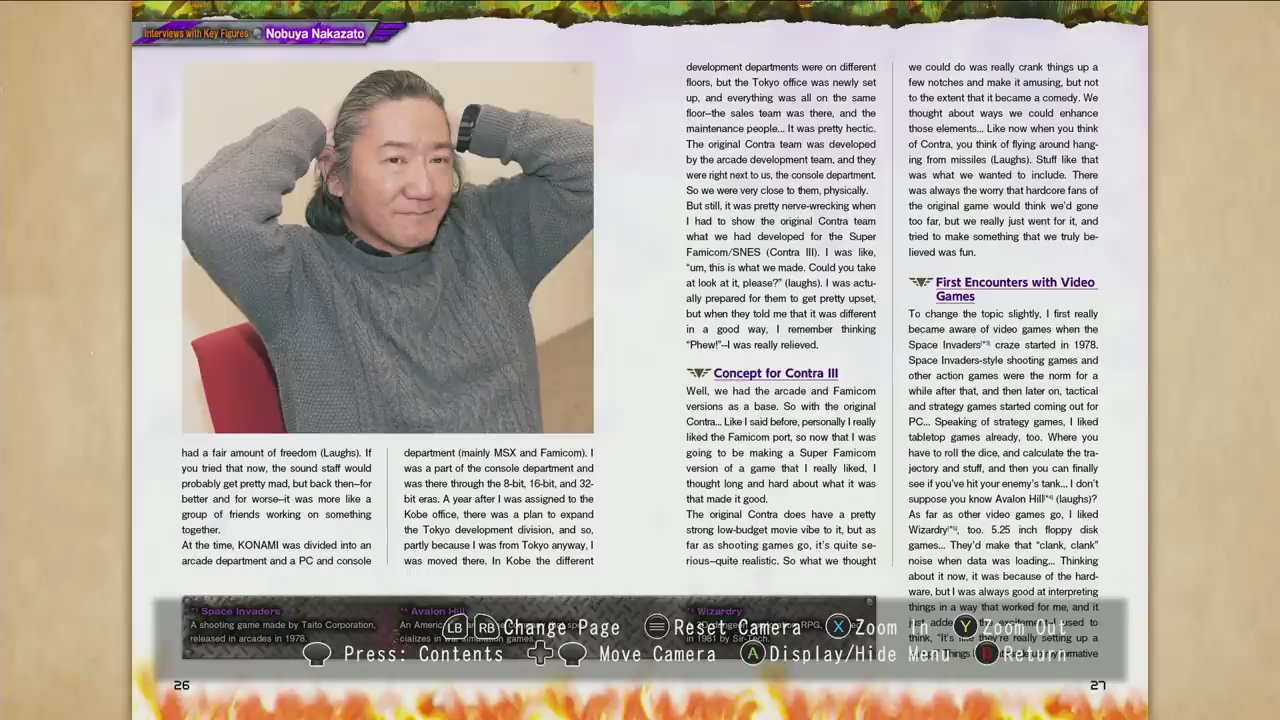 Interviews with Key Figures
Nobuya Nakazato
had a fair amount of freedom (Laughs). If
you tried that now, the sound staff would
probably get pretty mad, but back then–for
better and for worse–it was more like a
group of friends working on something
together.
At the time, KONAMI was divided into an
arcade department and a PC and console
department (mainly MSX and Famicom). I
was a part of the console department and
was there through the 8-bit, 16-bit, and 32-
bit eras. A year after I was assigned to the
Kobe office, there was a plan to expand
the Tokyo development division, and so,
partly because I was from Tokyo anyway, I
was moved there. In Kobe the different
development departments were on different
floors, but the Tokyo office was newly set
up, and everything was all on the same
floor–the sales team was there, and the
maintenance people... It was pretty hectic.
The original Contra team was developed
by the arcade development team, and they
were right next to us, the console department.
So we were very close to them, physically.
But still, it was pretty nerve-wrecking when
I had to show the original Contra team
what we had developed for the Super
Famicom/SNES (Contra III). I was like,
"um, this is what we made. Could you take
at look at it, please?" (laughs). I was actu-
ally prepared for them to get pretty upset,
but when they told me that it was different
in a good way, I remember thinking
"Phew!"--I was really relieved.
Concept for Contra III
Well, we had the arcade and Famicom
versions as a base. So with the original
Contra... Like I said before, personally I really
liked the Famicom port, so now that I was
going to be making a Super Famicom
version of a game that I really liked, I
thought long and hard about what it was
that made it good.
The original Contra does have a pretty
strong low-budget movie vibe to it, but as
far as shooting games go, it's quite se-
rious–quite realistic. So what we thought
we could do was really crank things up a
few notches and make it amusing, but not
to the extent that it became a comedy. We
thought about ways we could enhance
those elements... Like now when you think
of Contra, you think of flying around hang-
ing from missiles (Laughs). Stuff like that
was what we wanted to include. There
was always the worry that hardcore fans of
the original game would think we'd gone
too far, but we really just went for it, and
tried to make something that we truly be-
lieved was fun.
First Encounters with Video
Games
To change the topic slightly, I first really
became aware of video games when the
Space Invaders(*3) craze started in 1978.
Space Invaders-style shooting games and
other action games were the norm for a
while after that, and then later on, tactical
and strategy games started coming out for
PC... Speaking of strategy games, I liked
tabletop games already, too. Where you
have to roll the dice, and calculate the tra-
jectory and stuff, and then you can finally
see if you've hit your enemy's tank... I don't
suppose you know Avalon Hill(*4) (laughs)?
As far as other video games go, I liked
Wizardry(*5), too. 5.25 inch floppy disk
games... They'd make that "clank, clank"
noise when data was loading... Thinking
about it now, it was because of the hard-
ware, but I was always good at interpreting
things in a way that worked for me, and it
just added excitement used to
think, "It's like they're really setting up a
Things
Space Invaders
A shooting game made by Taito Corporation,
released in arcades in 1978.
Avalon Hill
An American
cializes in war simulation games.
Wizardry
RPG,
in 1981 by Sir-Tech.
LB RB Change Page
Reset Camera
X Zoom In
Y Zoom Out
Press: Contents
Move Camera
A Display/Hide Menu
B Return
26
27